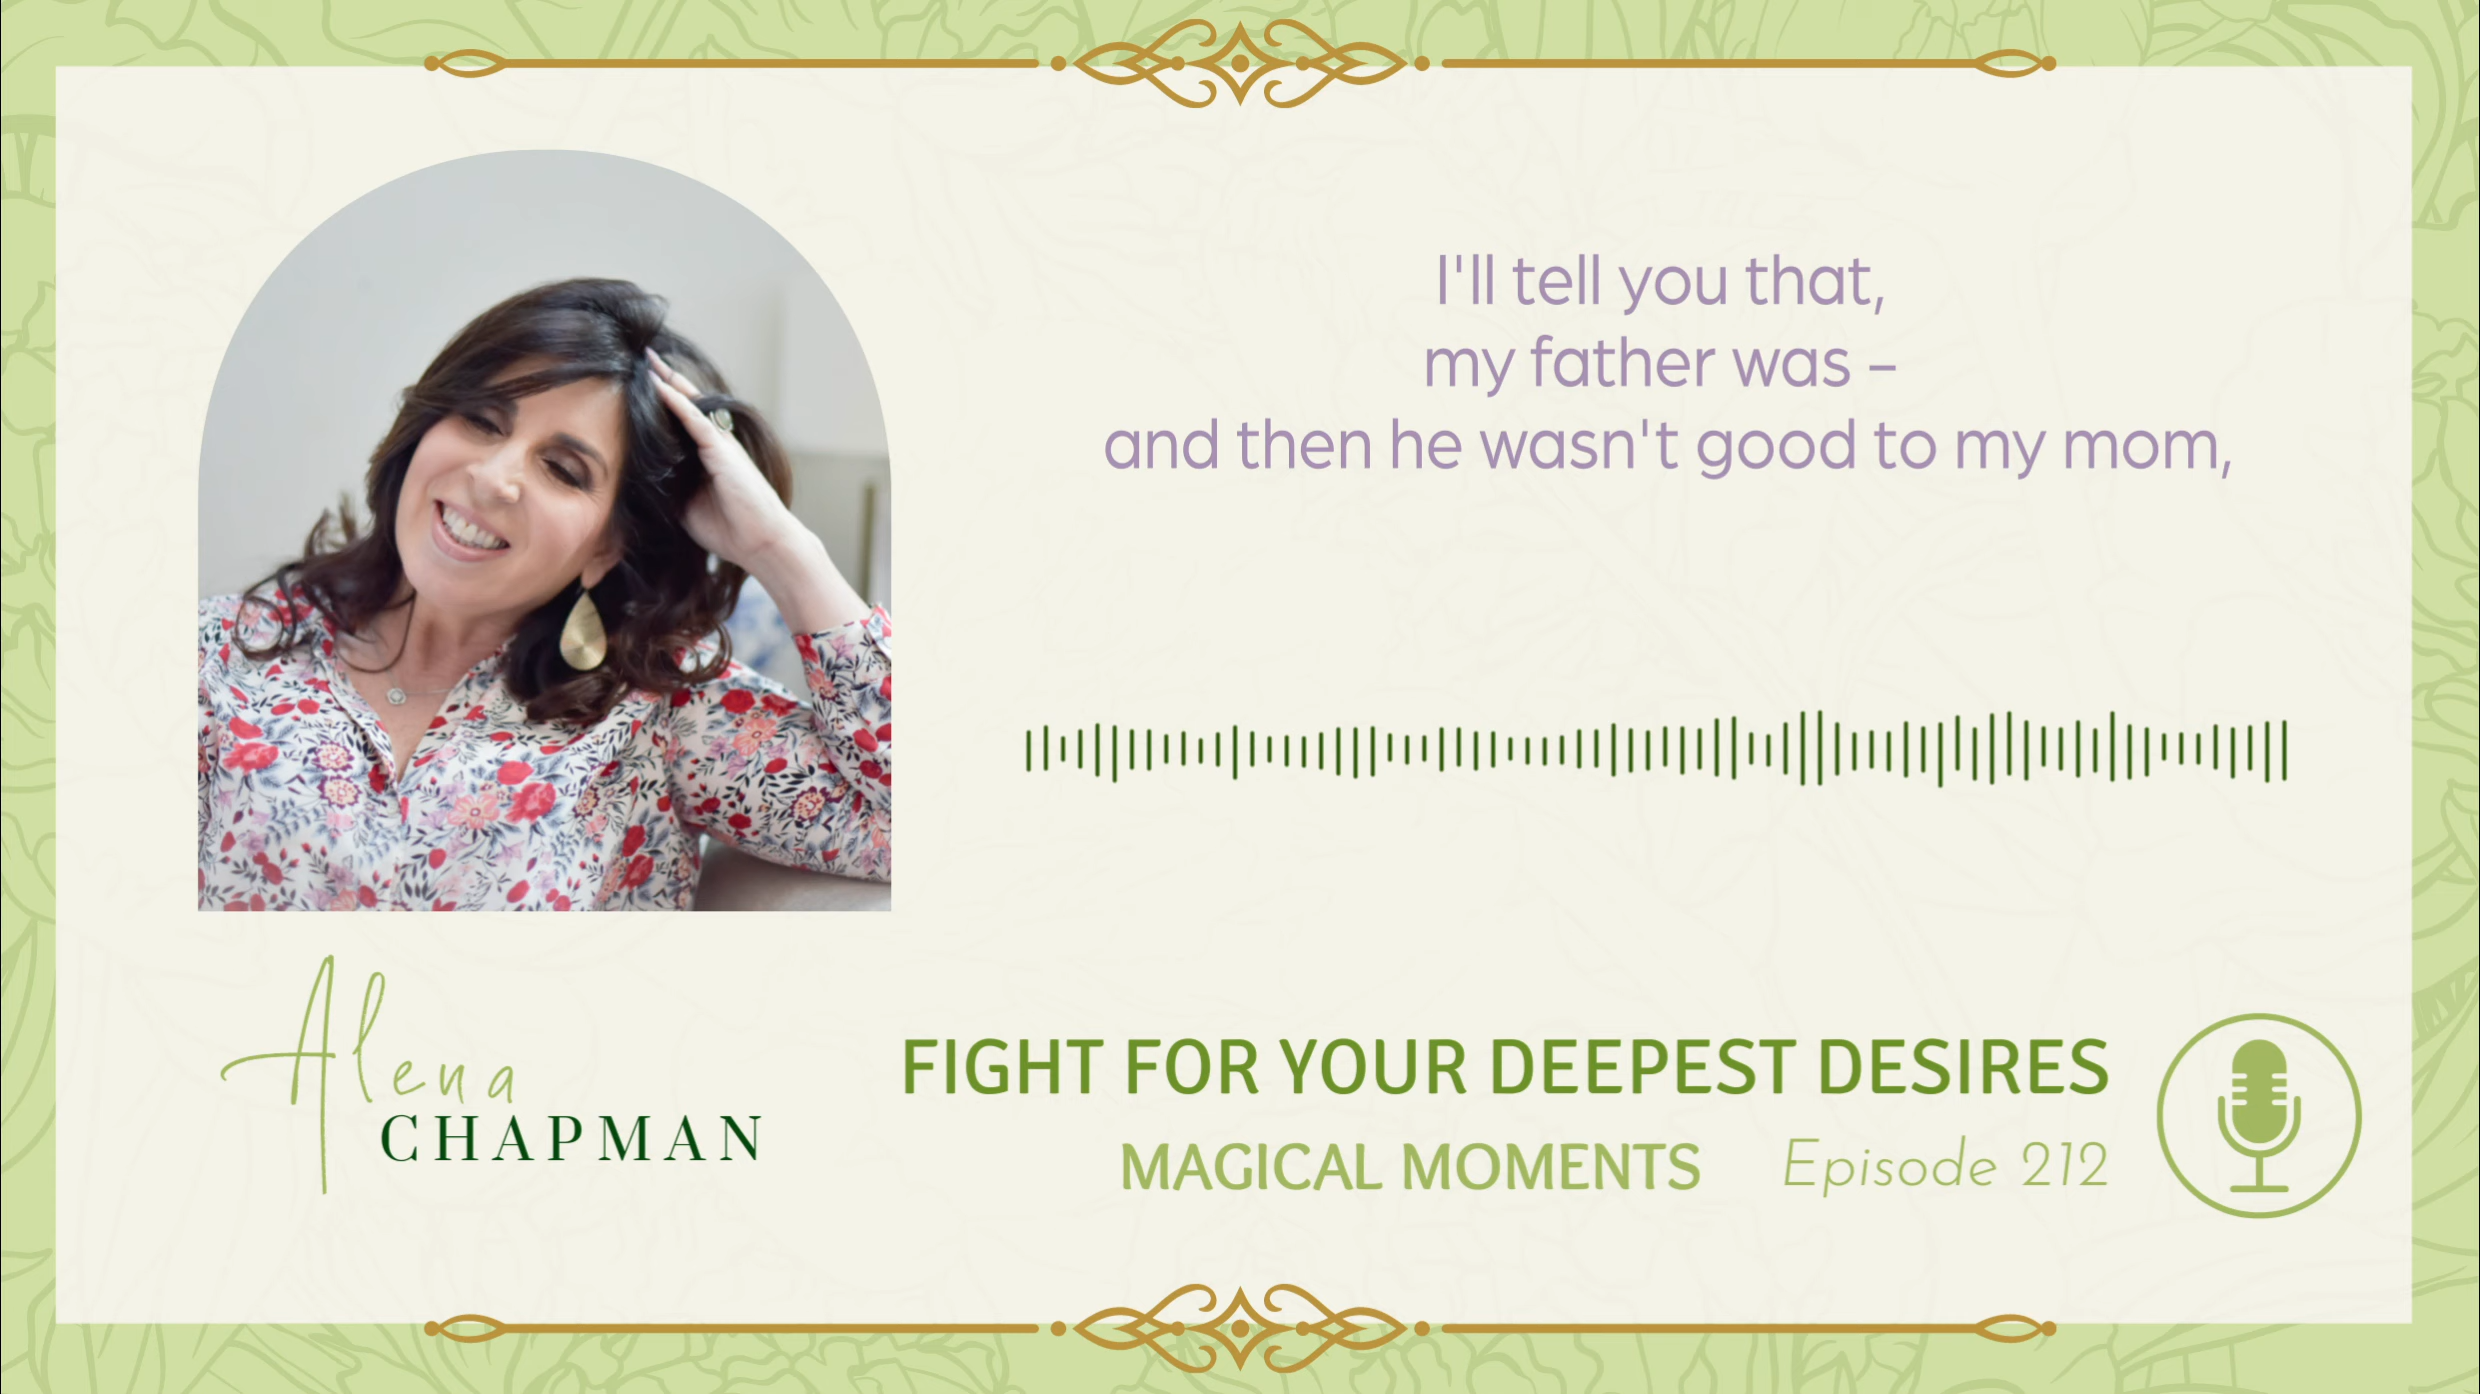 I'll tell you that,
my father was –
and then he wasn't good to my mom,
Alena
CHAPMAN
FIGHT FOR YOUR DEEPEST DESIRES
MAGICAL MOMENTS Episode 212